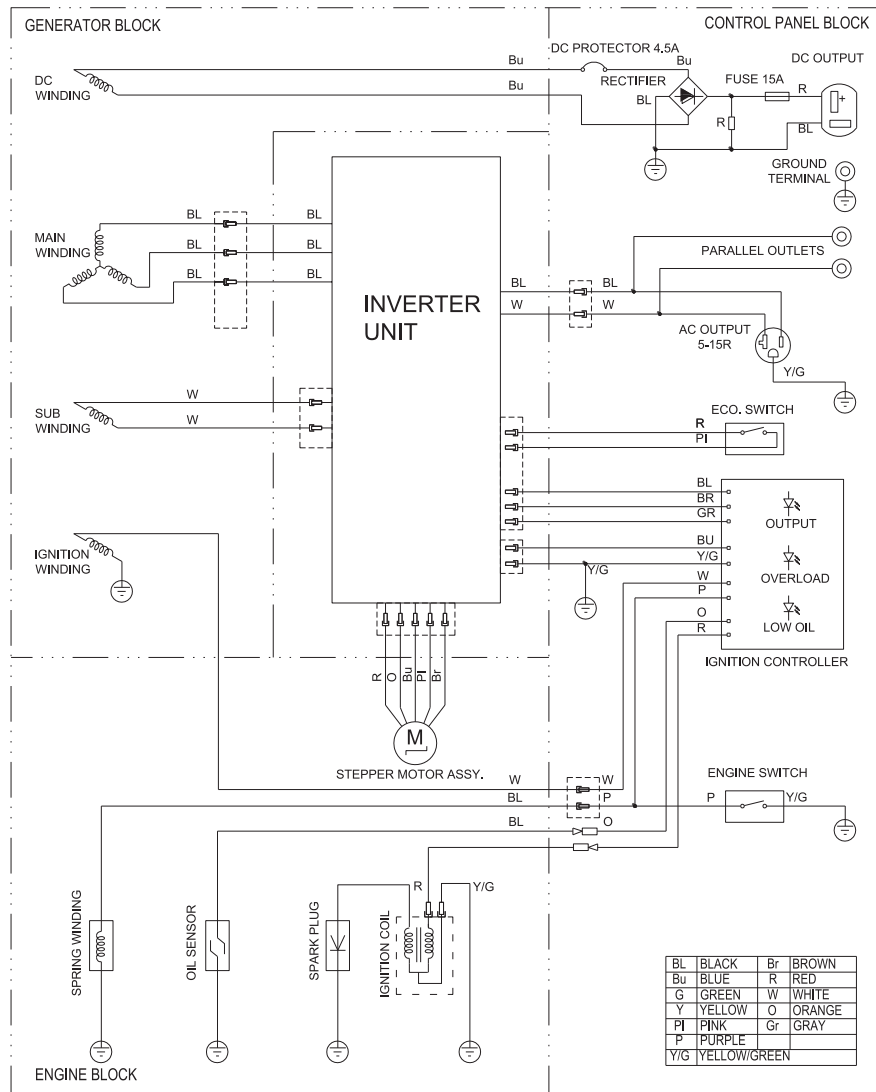 GENERATOR BLOCK
CONTROL PANEL BLOCK
DC PROTECTOR 4.5A
DC OUTPUT
Bu
Bu
RECTIFIER
FUSE 15A
DC
WINDING
Bu
BL
R
R
BL
+
GROUND
TERMINAL
BL
BL
MAIN
WINDING
BL
BL
BL
BL
PARALLEL OUTLETS
INVERTER
UNIT
BL
BL
W
W
AC OUTPUT
5-15R
Y/G
SUB
WINDING
W
W
ECO. SWITCH
R
PI
BL
BR
GR
OUTPUT
IGNITION
WINDING
BU
Y/G
Y/G
OVERLOAD
W
P
O
LOW OIL
R
IGNITION CONTROLLER
R
O
Bu
PI
Br
M
STEPPER MOTOR ASSY.
ENGINE SWITCH
W
W
BL
P
P
Y/G
BL
O
R
Y/G
SPRING WINDING
OIL SENSOR
SPARK PLUG
IGNITION COIL
BL BLACK Br BROWN
Bu BLUE R RED
G GREEN W WHITE
Y YELLOW O ORANGE
PI PINK Gr GRAY
P PURPLE
Y/G YELLOW/GREEN
ENGINE BLOCK